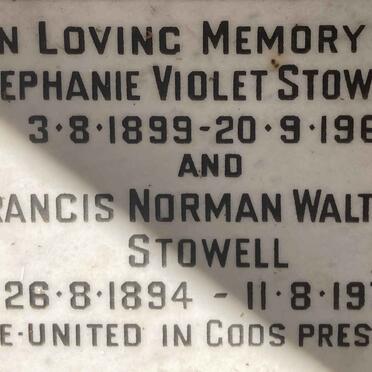 N LOVING MEMORY
EPHANIE VIOLET STOW
3·8·1899-20·9·196
AND
RANCIS NORMAN WALT
STOWELL
26·8·1894 - 11·8·197
E-UNITED IN GODS PRES